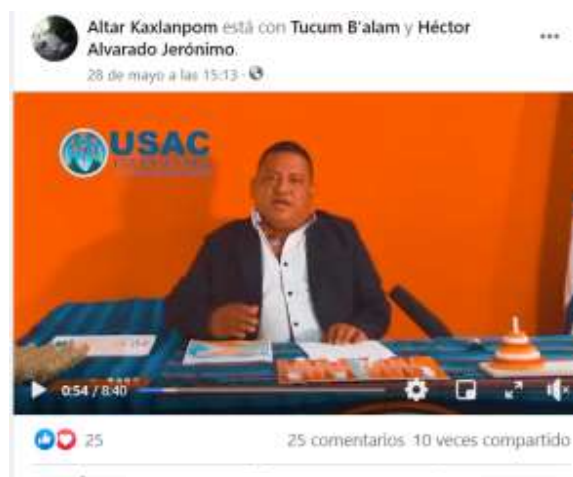 Altar Kaxlanpom está con Tucum B'alam y Héctor
Alvarado Jerónimo.
28 de mayo a las 15:13
USAC
0:54 / 8:40
25
25 comentarios 10 veces compartido